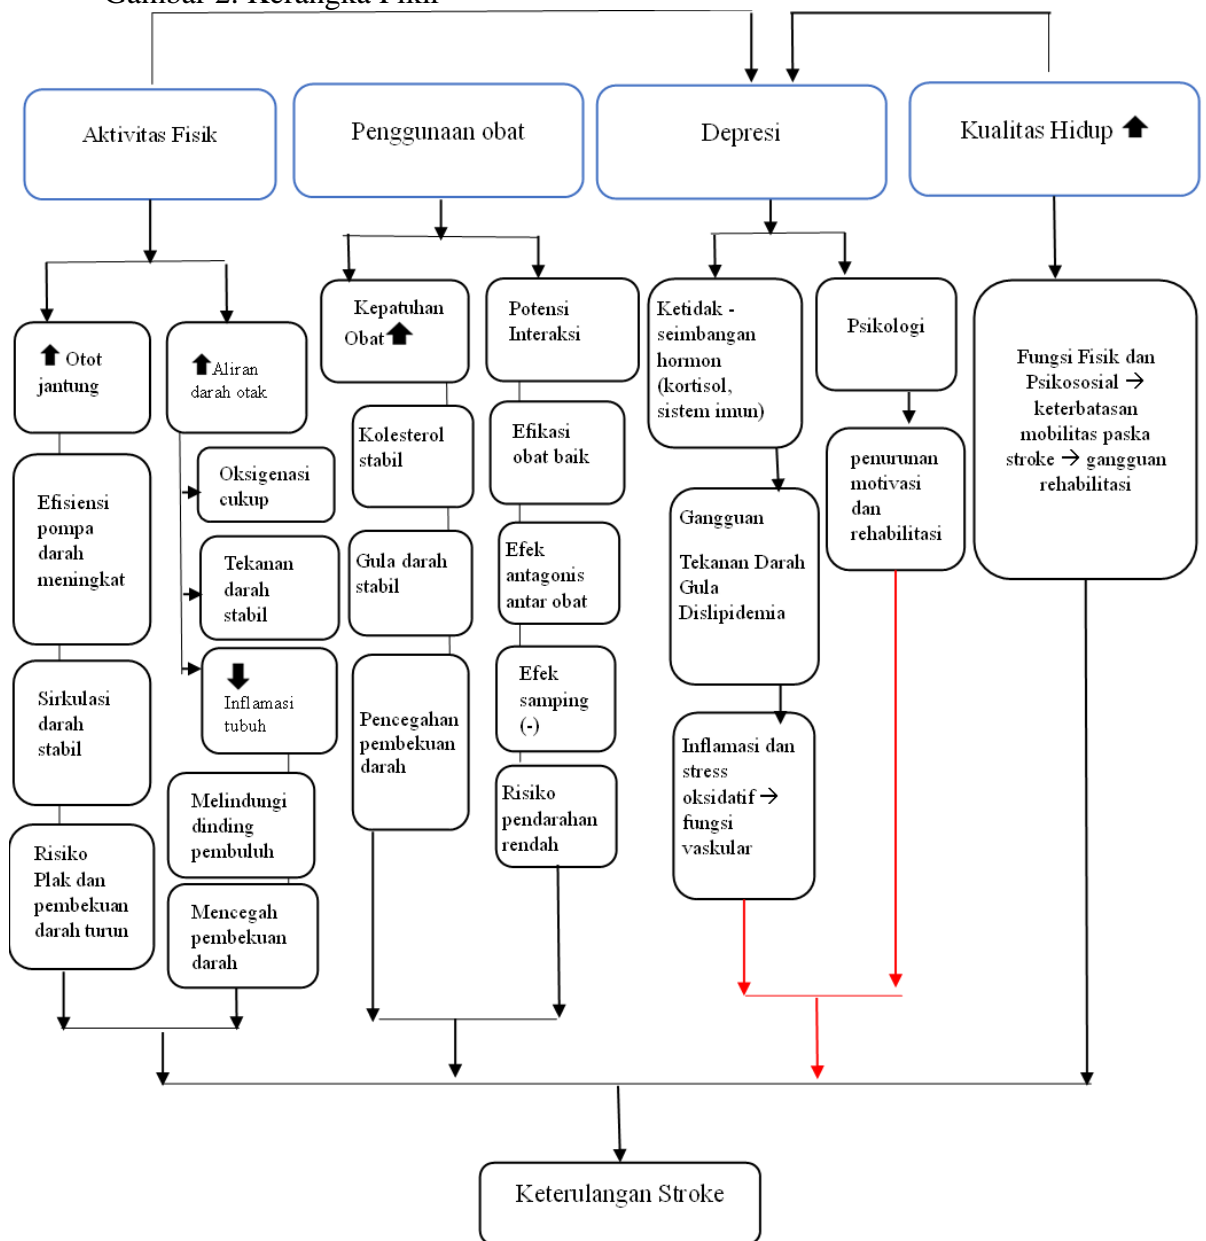 Gambar 2. Kerangka Pikir
Aktivitas Fisik
Penggunaan obat
Depresi
Kualitas Hidup
Otot
jantung
Efisiensi
pompa
darah
meningkat
Sirkulasi
darah
stabil
Risiko
Plak dan
pembekuan
darah turun
Aliran
darah otak
Oksigenasi
cukup
Tekanan
darah
stabil
Inflamasi
tubuh
Melindungi
dinding
pembuluh
Mencegah
pembekuan
darah
Kepatuhan
Obat
Kolesterol
stabil
Gula darah
stabil
Pencegahan
pembekuan
darah
Potensi
Interaksi
Efikasi
obat baik
Efek
antagonis
antar obat
Efek
samping
(-)
Risiko
pendarahan
rendah
Ketidak -
seimbangan
hormon
(kortisol,
sistem imun)
Gangguan
Tekanan Darah
Gula
Dislipidemia
Inflamasi dan
stress
oksidatif →
fungsi
vaskular
Psikologi
penurunan
motivasi
dan
rehabilitasi
Fungsi Fisik dan
Psikososial →
keterbatasan
mobilitas paska
stroke → gangguan
rehabilitasi
Keterulangan Stroke